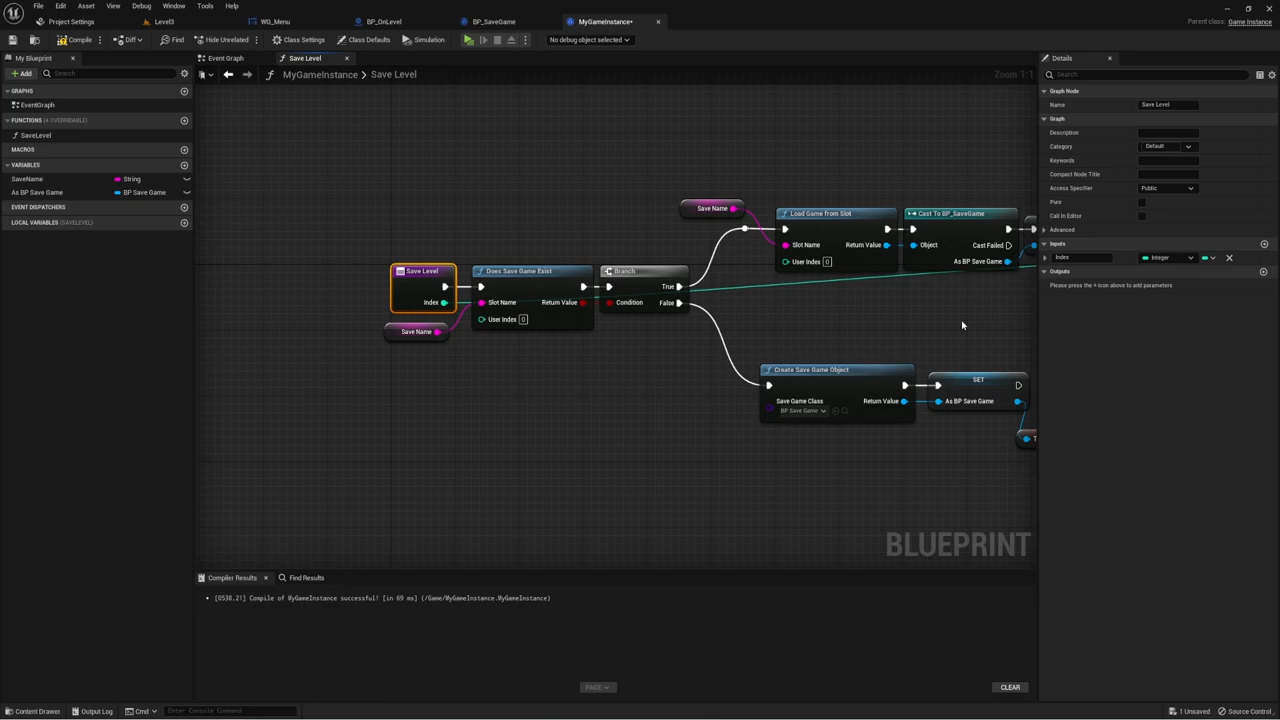 File Edit Asset View Debug Window Tools Help
Project Settings Level3 WG_Menu BP_OnLevel BP_SaveGame MyGameInstance•
Parent class: Game Instance
Compile Diff Find Hide Unrelated Class Settings Class Defaults Simulation No debug object selected
My Blueprint
Add Search
GRAPHS
EventGraph
FUNCTIONS (4 OVERRIDABLE)
SaveLevel
MACROS
VARIABLES
SaveName String
As BP Save Game BP Save Game
EVENT DISPATCHERS
LOCAL VARIABLES (SAVELEVEL)
Event Graph Save Level
MyGameInstance > Save Level
Zoom 1:1
Save Name
Load Game from Slot
Slot Name Return Value
User Index 0
Cast To BP_SaveGame
Object Cast Failed
As BP Save Game
Save Level
Index
Does Save Game Exist
Slot Name Return Value
User Index 0
Branch
True
Condition False
Save Name
Create Save Game Object
Save Game Class Return Value
BP Save Game
SET
As BP Save Game
T
BLUEPRINT
Compiler Results Find Results
• [0538.21] Compile of MyGameInstance successful! [in 69 ms] (/Game/MyGameInstance.MyGameInstance)
PAGE
CLEAR
Details
Search
Graph Node
Name Save Level
Graph
Description
Category Default
Keywords
Compact Node Title
Access Specifier Public
Pure
Call In Editor
Advanced
Inputs
Index Integer
Outputs
Please press the + icon above to add parameters
Content Drawer Output Log Cmd Enter Console Command 1 Unsaved Source Control